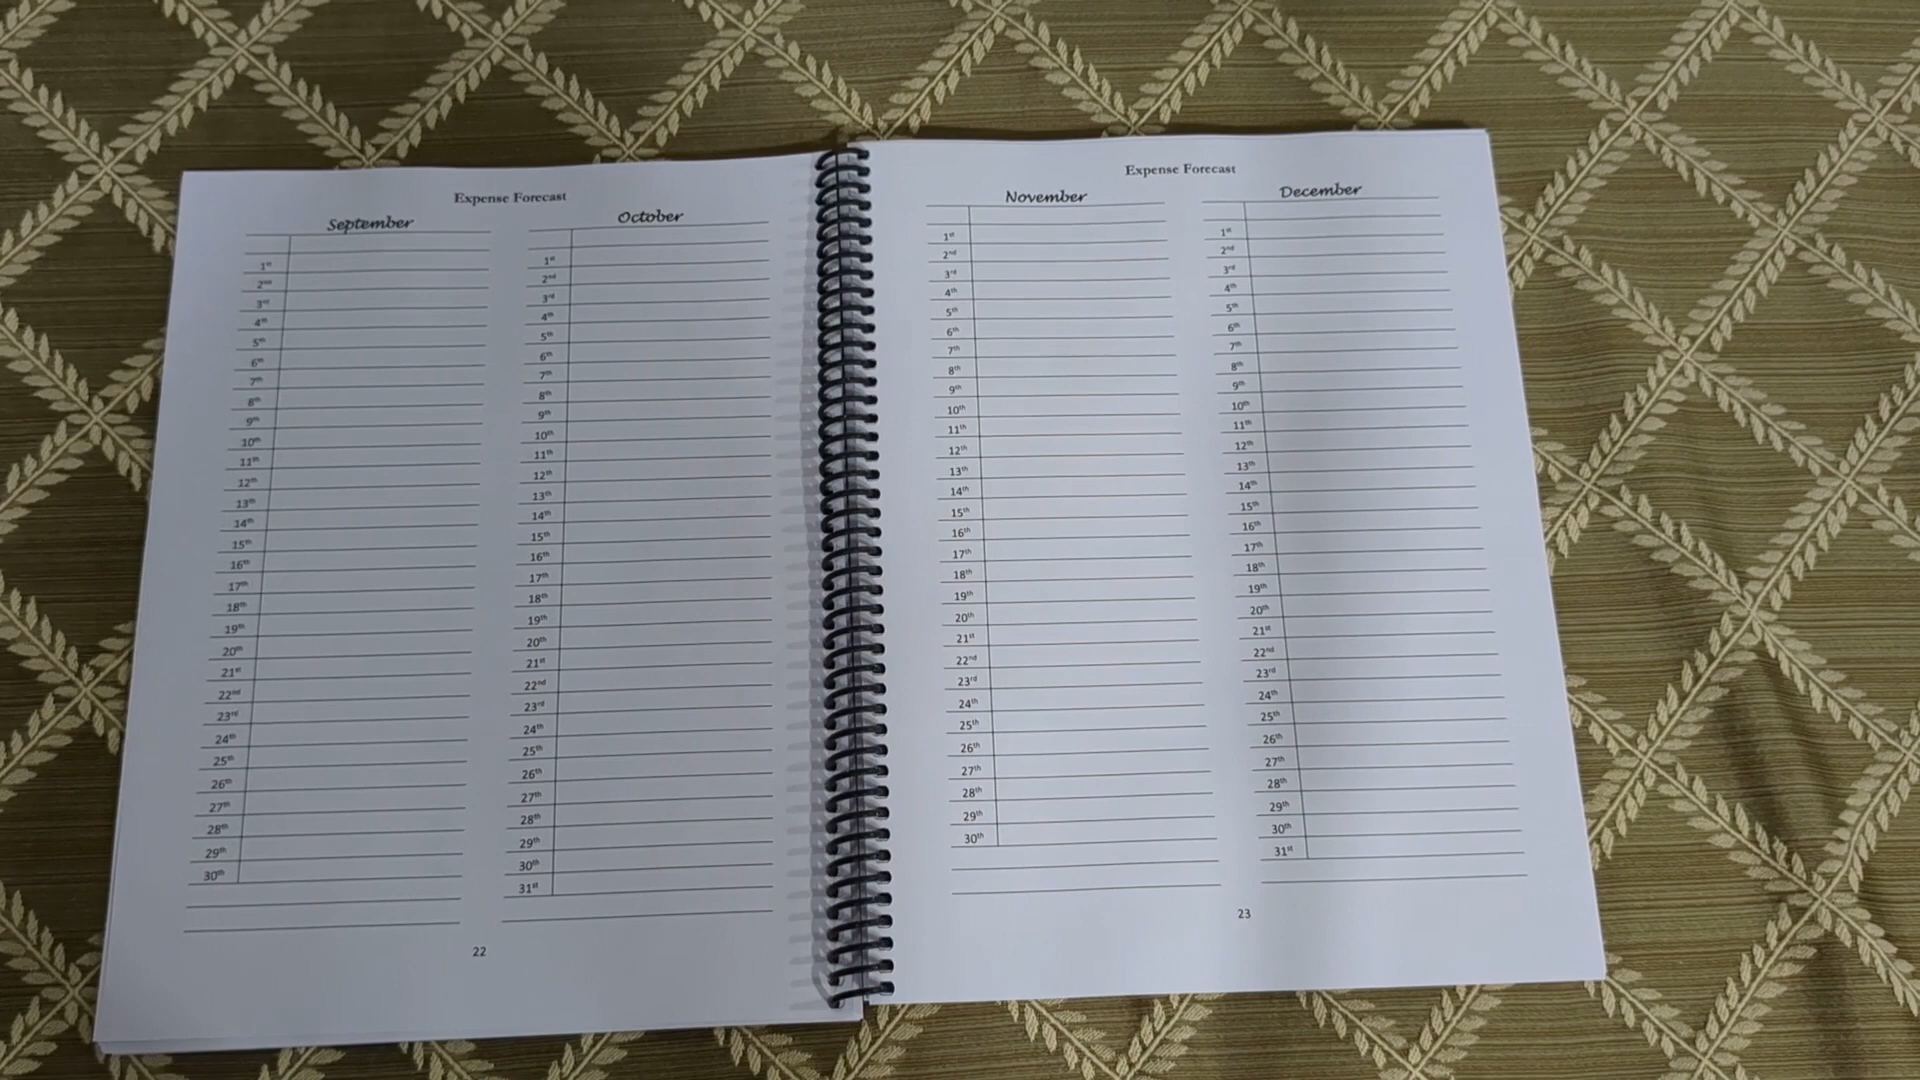 Expense Forecast
September
1st
2nd
3rd
4th
5th
6th
7th
8th
9th
10th
11th
12th
13th
14th
15th
16th
17th
18th
19th
20th
21st
22nd
23rd
24th
25th
26th
27th
28th
29th
30th
October
1st
2nd
3rd
4th
5th
6th
7th
8th
9th
10th
11th
12th
13th
14th
15th
16th
17th
18th
19th
20th
21st
22nd
23rd
24th
25th
26th
27th
28th
29th
30th
31st
22
Expense Forecast
November
1st
2nd
3rd
4th
5th
6th
7th
8th
9th
10th
11th
12th
13th
14th
15th
16th
17th
18th
19th
20th
21st
22nd
23rd
24th
25th
26th
27th
28th
29th
30th
December
1st
2nd
3rd
4th
5th
6th
7th
8th
9th
10th
11th
12th
13th
14th
15th
16th
17th
18th
19th
20th
21st
22nd
23rd
24th
25th
26th
27th
28th
29th
30th
31st
23